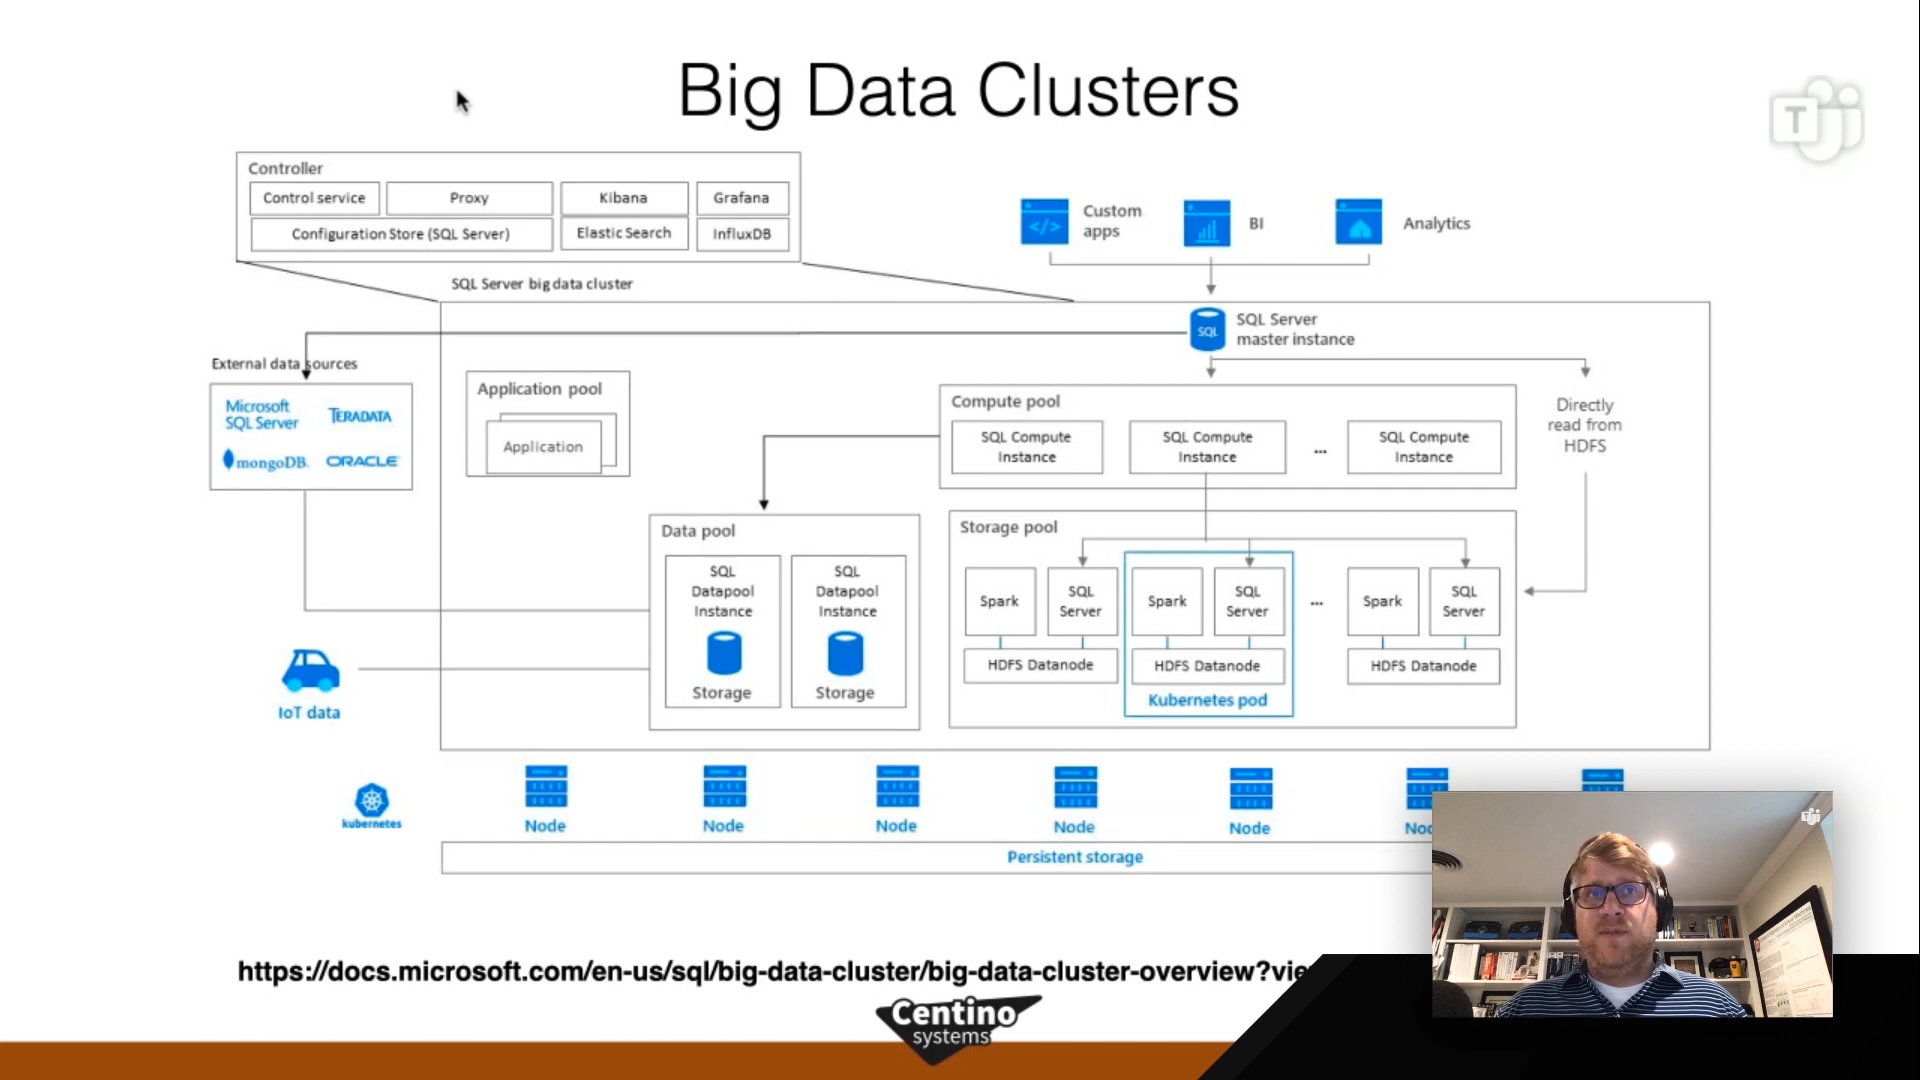 Big Data Clusters
T
Controller
Control service
Proxy
Kibana
Grafana
Configuration Store (SQL Server)
Elastic Search
InfluxDB
Custom
apps
BI
Analytics
SQL Server big data cluster
SQL
SQL Server
master instance
External data sources
Microsoft
SQL Server
TERADATA
mongoDB
ORACLE
Application pool
Application
Compute pool
SQL Compute
Instance
SQL Compute
Instance
...
SQL Compute
Instance
Directly
read from
HDFS
Data pool
SQL
Datapool
Instance
Storage
SQL
Datapool
Instance
Storage
Storage pool
Spark
SQL
Server
HDFS Datanode
Spark
SQL
Server
HDFS Datanode
Kubernetes pod
...
Spark
SQL
Server
HDFS Datanode
IoT data
kubernetes
Node
Node
Node
Node
Node
Persistent storage
https://docs.microsoft.com/en-us/sql/big-data-cluster/big-data-cluster-overview?vie
Centino
systems
T